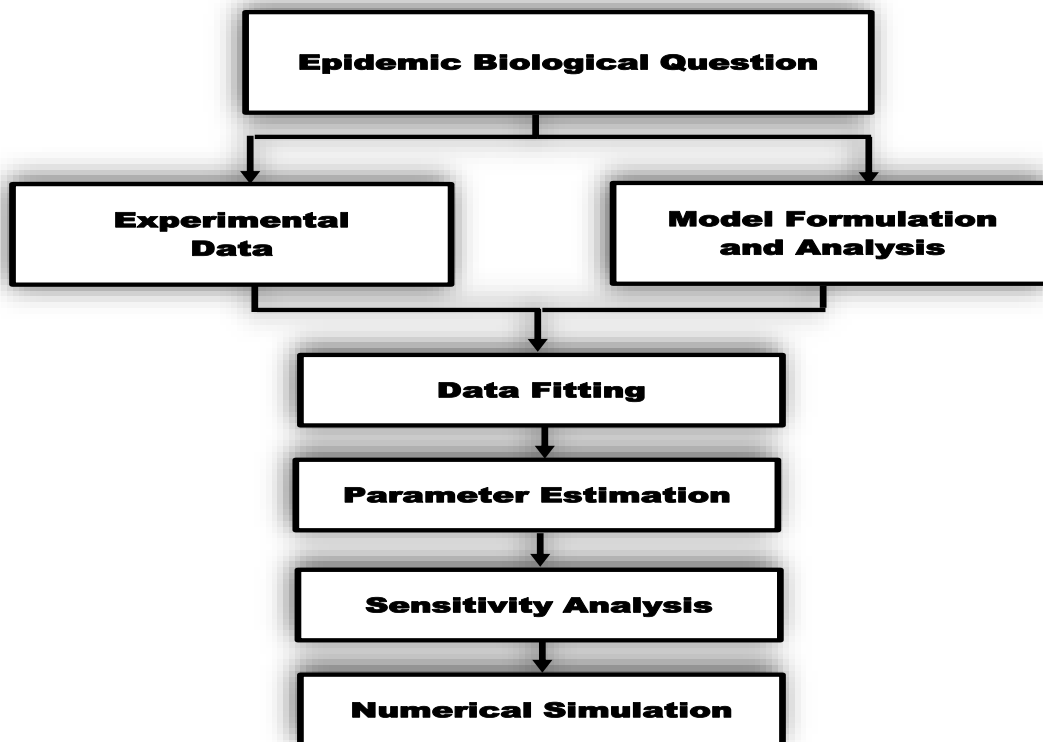 Epidemic Biological Question
Experimental
Data
Model Formulation
and Analysis
Data Fitting
Parameter Estimation
Sensitivity Analysis
Numerical Simulation